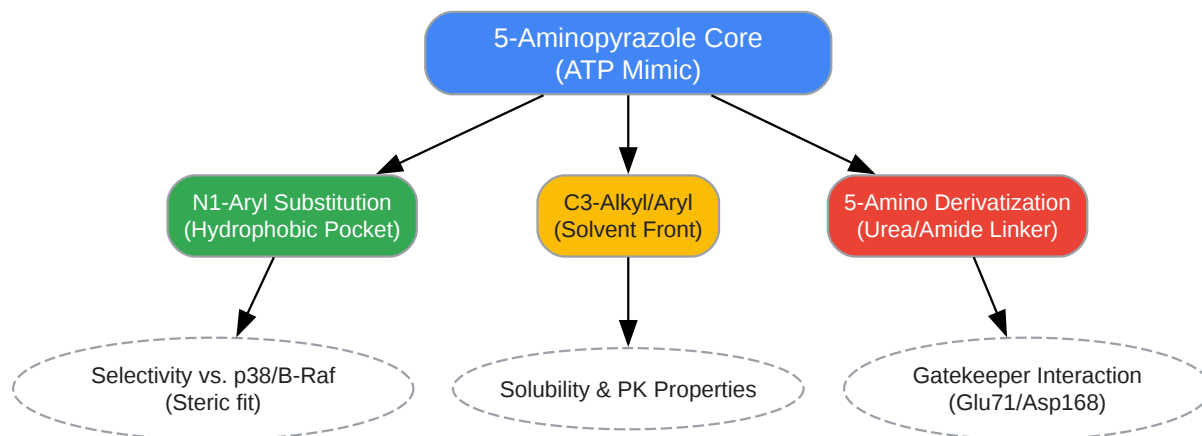 5-Aminopyrazole Core
(ATP Mimic)
N1-Aryl Substitution
(Hydrophobic Pocket)
C3-Alkyl/Aryl
(Solvent Front)
5-Amino Derivatization
(Urea/Amide Linker)
Selectivity vs. p38/B-Raf
(Steric fit)
Solubility & PK Properties
Gatekeeper Interaction
(Glu71/Asp168)